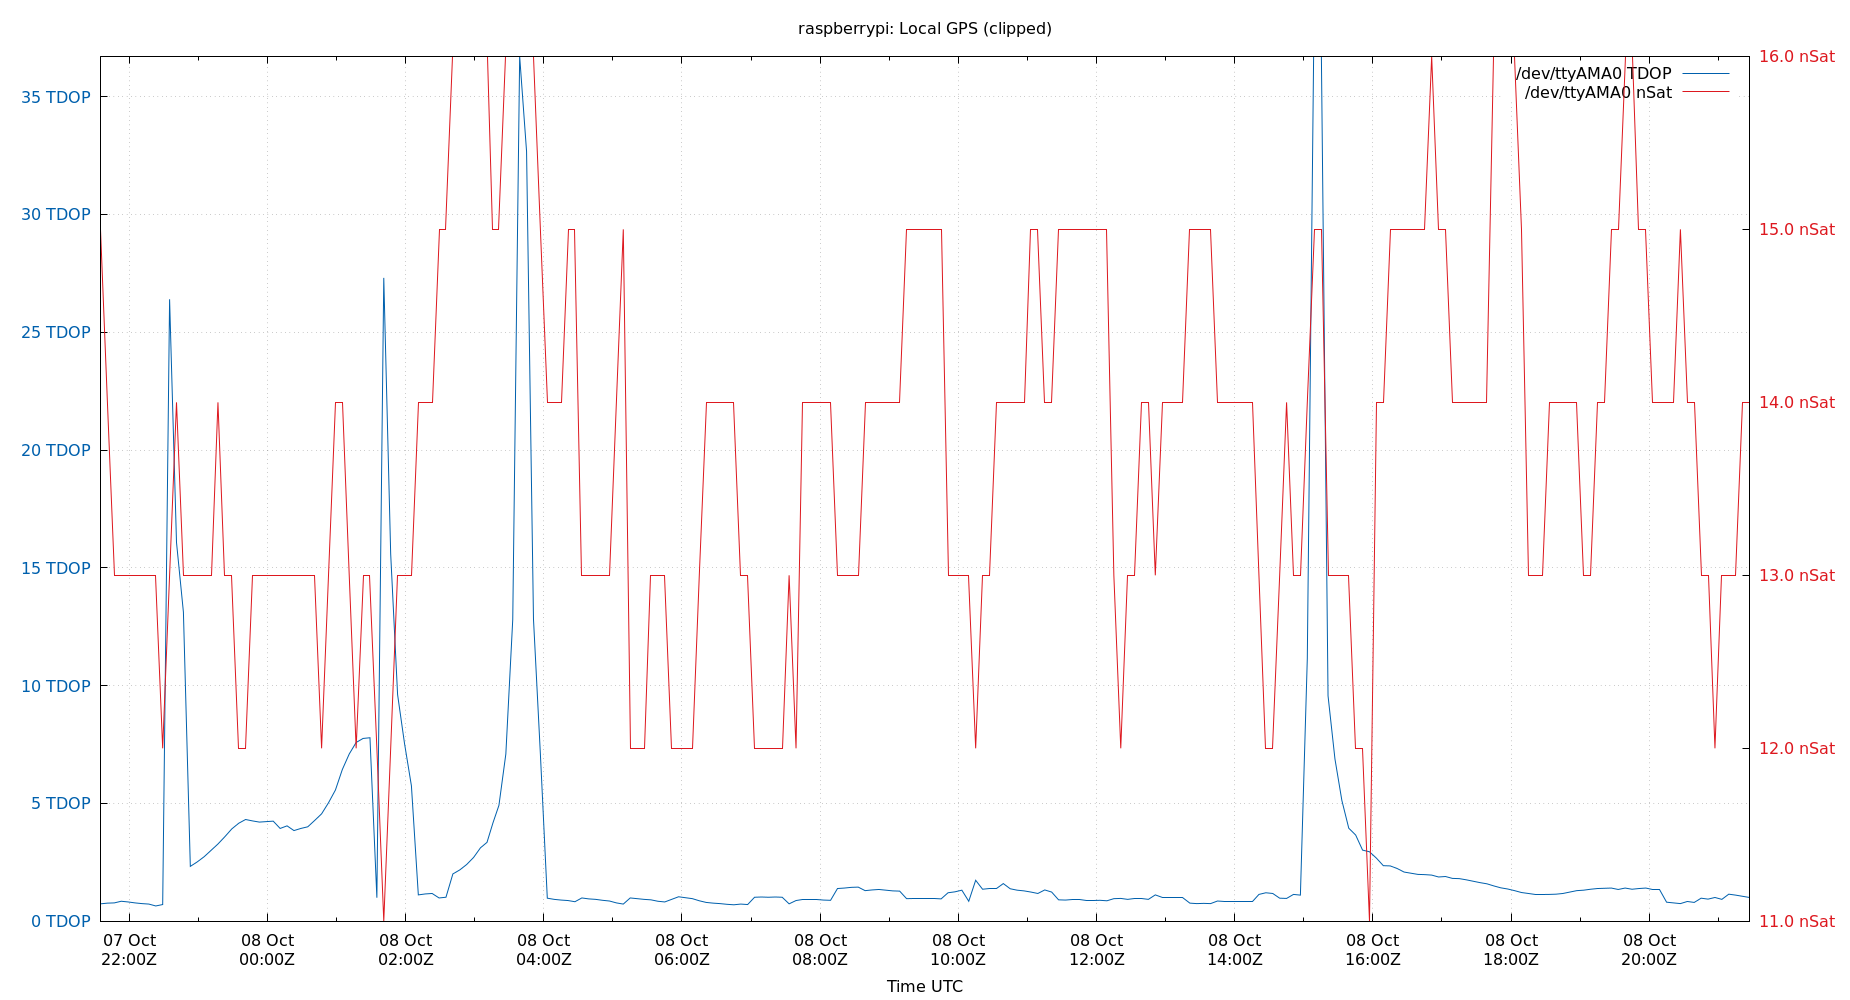 raspberrypi: Local GPS (clipped)
16.0 nSat
/dev/ttyAMA0 TDOP
/dev/ttyAMA0 nSat
35 TDOP
30 TDOP
15.0 nSat
25 TDOP
14.0 nSat
20 TDOP
15 TDOP
13.0 nSat
10 TDOP
12.0 nSat
5 TDOP
0 TDOP
11.0 nSat
07 Oct 08 Oct 08 Oct 08 Oct 08 Oct 08 Oct 08 Oct 08 Oct 08 Oct 08 Oct 08 Oct 08 Oct
22:00Z 00:00Z 02:00Z 04:00Z 06:00Z 08:00Z 10:00Z 12:00Z 14:00Z 16:00Z 18:00Z 20:00Z
Time UTC